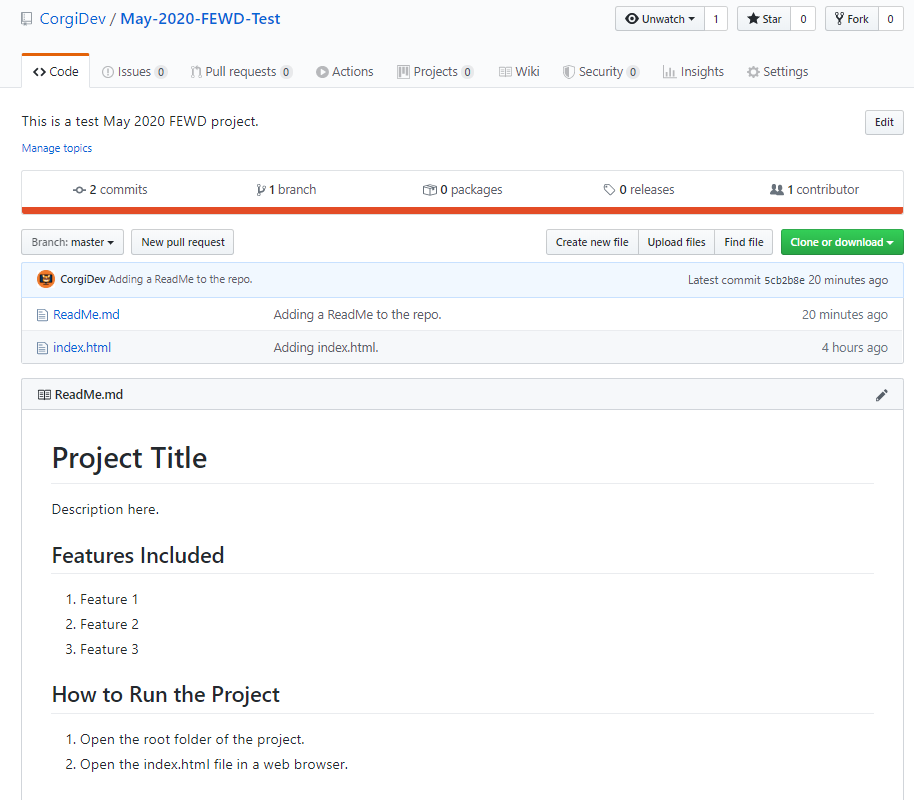 CorgiDev / May-2020-FEWD-Test
Unwatch 1 Star 0 Fork 0
Code Issues 0 Pull requests 0 Actions Projects 0 Wiki Security 0 Insights Settings
This is a test May 2020 FEWD project.
Edit
Manage topics
2 commits 1 branch 0 packages 0 releases 1 contributor
Branch: master New pull request Create new file Upload files Find file Clone or download
CorgiDev Adding a ReadMe to the repo. Latest commit 5cb2b8e 20 minutes ago
ReadMe.md Adding a ReadMe to the repo. 20 minutes ago
index.html Adding index.html. 4 hours ago
ReadMe.md
Project Title
Description here.
Features Included
1. Feature 1
2. Feature 2
3. Feature 3
How to Run the Project
1. Open the root folder of the project.
2. Open the index.html file in a web browser.